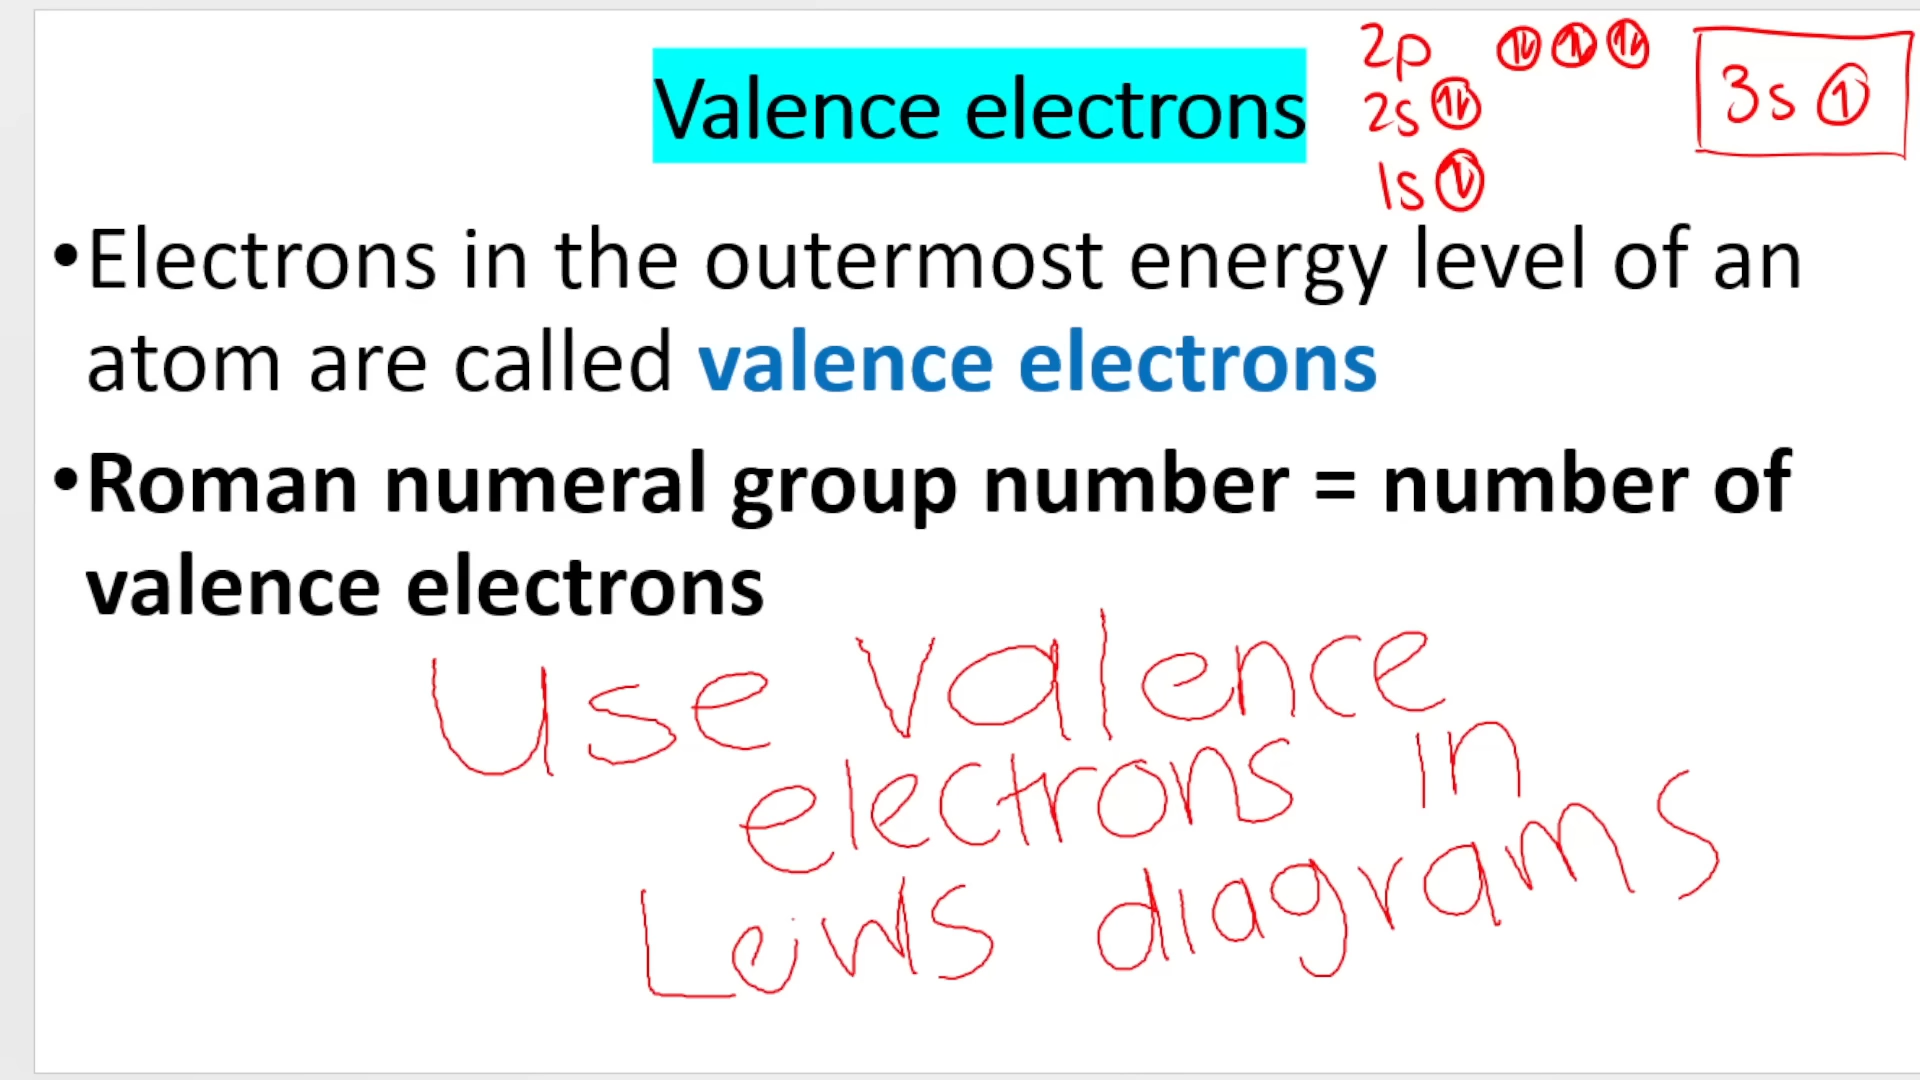 Valence electrons
2p ⥮ ⥮ ⥮
2s ⥮
1s ⥮
3s ↿
•Electrons in the outermost energy level of an
atom are called valence electrons
•Roman numeral group number = number of
valence electrons
Use valence
electrons in
Lewis diagrams